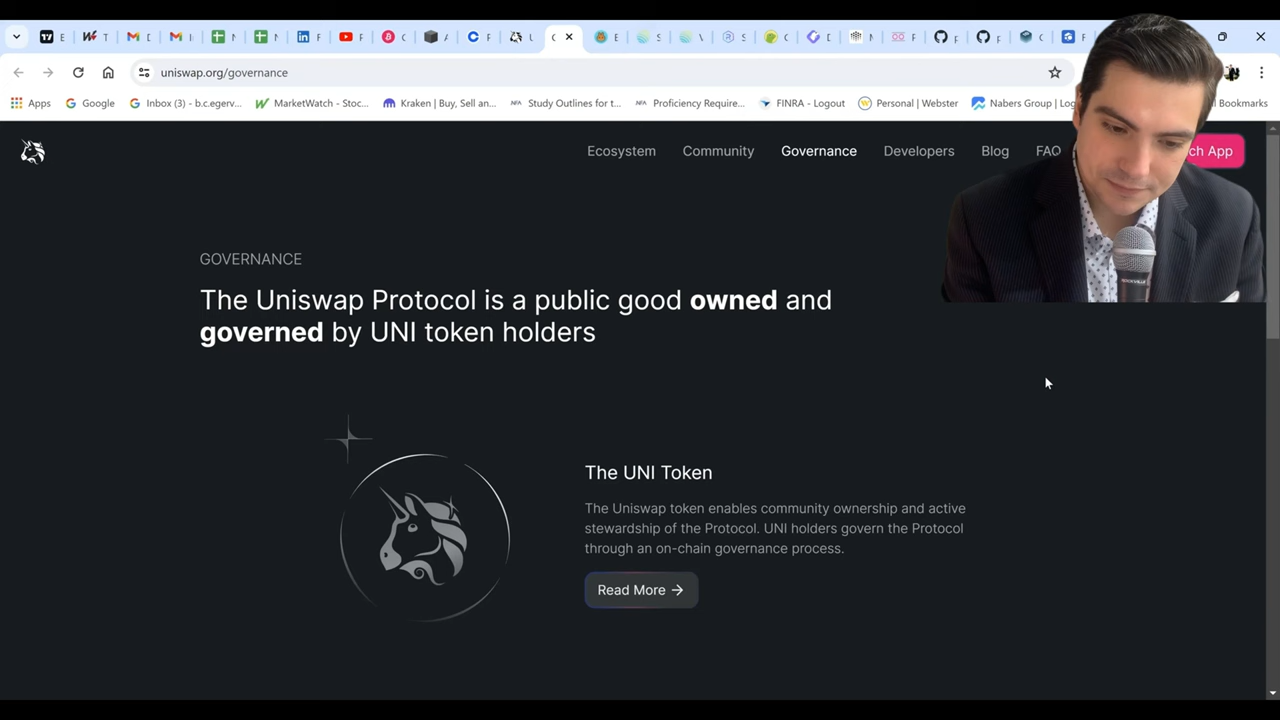 E
T
D
I
N
N
F
F
C
A
F
U
C
E
S
V
S
C
D
M
F
p
p
C
F
uniswap.org/governance
Apps
Google
Inbox (3) - b.c.egerv...
MarketWatch - Stoc...
Kraken | Buy, Sell an...
NFA Study Outlines for t...
NFA Proficiency Require...
FINRA - Logout
Personal | Webster
Nabers Group | Log
Bookmarks
Ecosystem
Community
Governance
Developers
Blog
FAQ
ch App
GOVERNANCE
The Uniswap Protocol is a public good owned and
governed by UNI token holders
The UNI Token
The Uniswap token enables community ownership and active
stewardship of the Protocol. UNI holders govern the Protocol
through an on-chain governance process.
Read More →